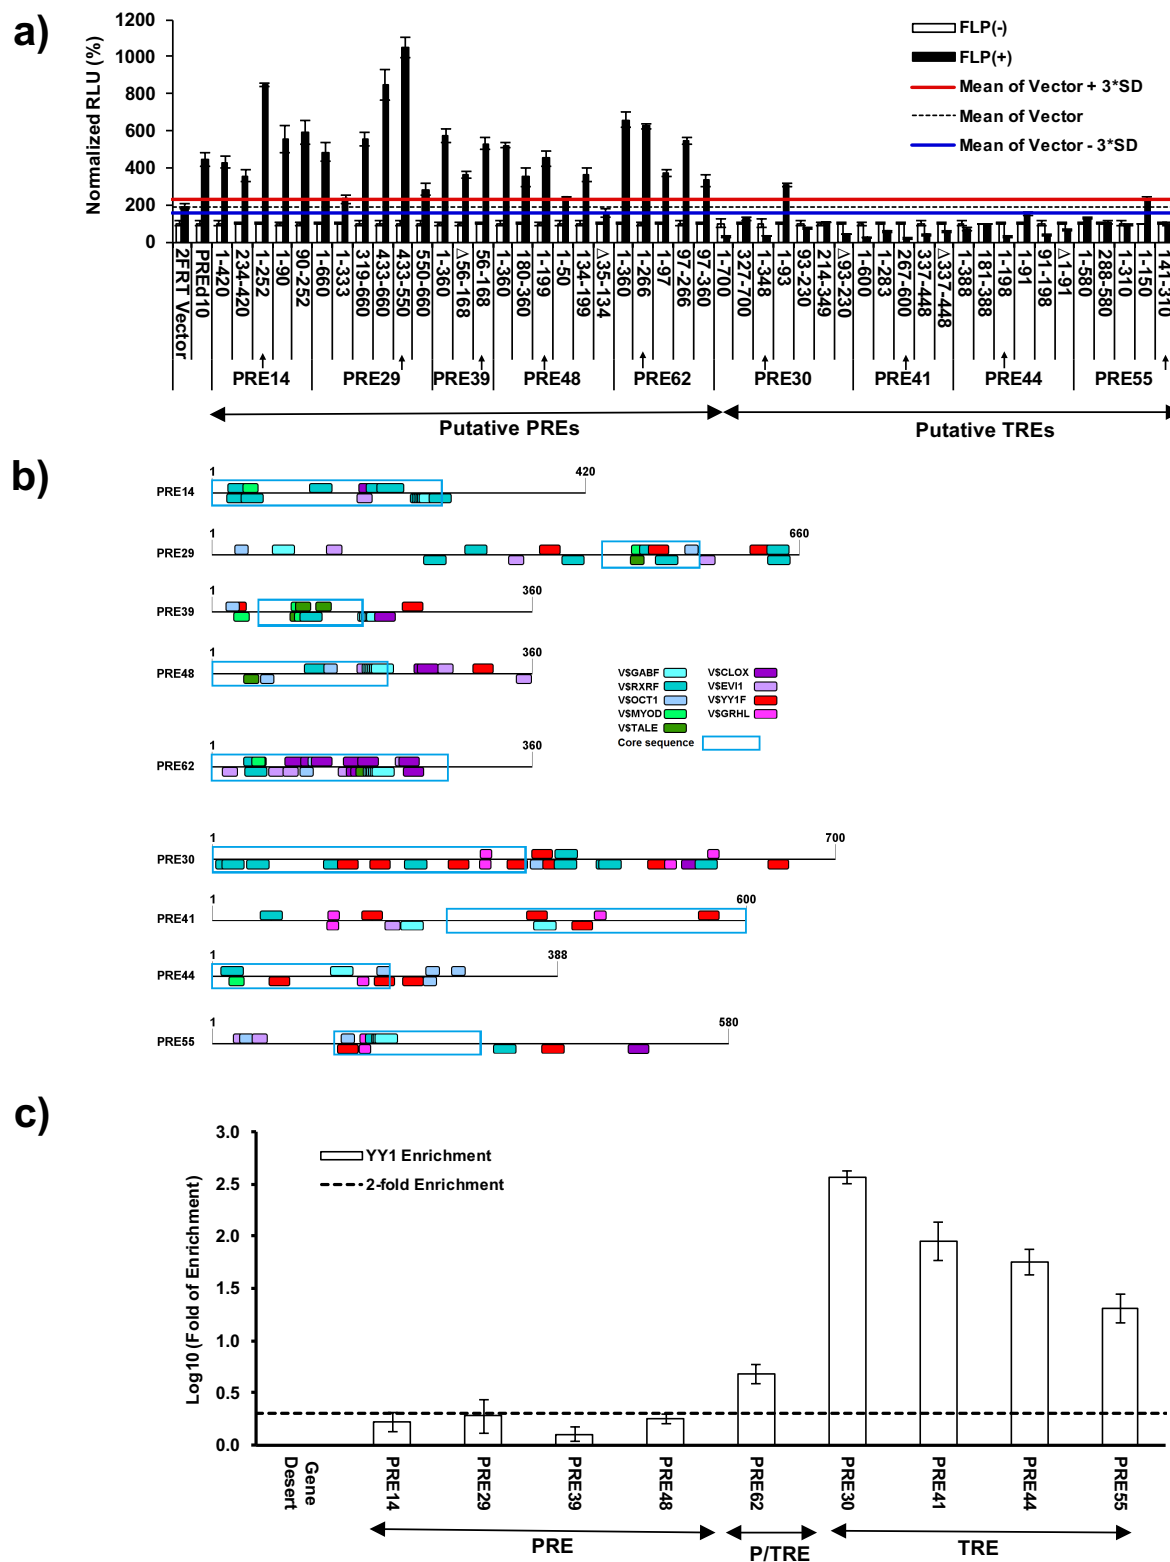 a)
Normalized RLU (%)
1200
1000
800
600
400
200
0
FLP(-)
FLP(+)
Mean of Vector + 3*SD
Mean of Vector
Mean of Vector - 3*SD
2FRT Vector
PREd10
1-420
234-420
1-252
1-90
90-252
1-660
1-333
319-660
433-660
433-550
550-660
1-360
Δ56-168
56-168
1-360
180-360
1-199
1-50
134-199
Δ35-134
1-360
1-266
1-97
97-266
97-360
1-700
327-700
1-348
1-93
93-230
214-349
Δ93-230
1-600
1-283
267-600
337-448
Δ337-448
1-388
181-388
1-198
1-91
91-198
Δ1-91
1-580
288-580
1-310
1-150
141-310
PRE14 PRE29 PRE39 PRE48 PRE62 PRE30 PRE41 PRE44 PRE55
Putative PREs Putative TREs
b)
1 420
PRE14
1 660
PRE29
1 360
PRE39
1 360
PRE48
V$GABF V$CLOX
V$RXRF V$EVI1
V$OCT1 V$YY1F
V$MYOD V$GRHL
V$TALE
Core sequence
1 360
PRE62
1 700
PRE30
1 600
PRE41
1 388
PRE44
1 580
PRE55
c)
Log10 (Fold of Enrichment)
3.0
2.5
2.0
1.5
1.0
0.5
0.0
YY1 Enrichment
2-fold Enrichment
Gene
Desert
PRE14
PRE29
PRE39
PRE48
PRE62
PRE30
PRE41
PRE44
PRE55
PRE P/TRE TRE